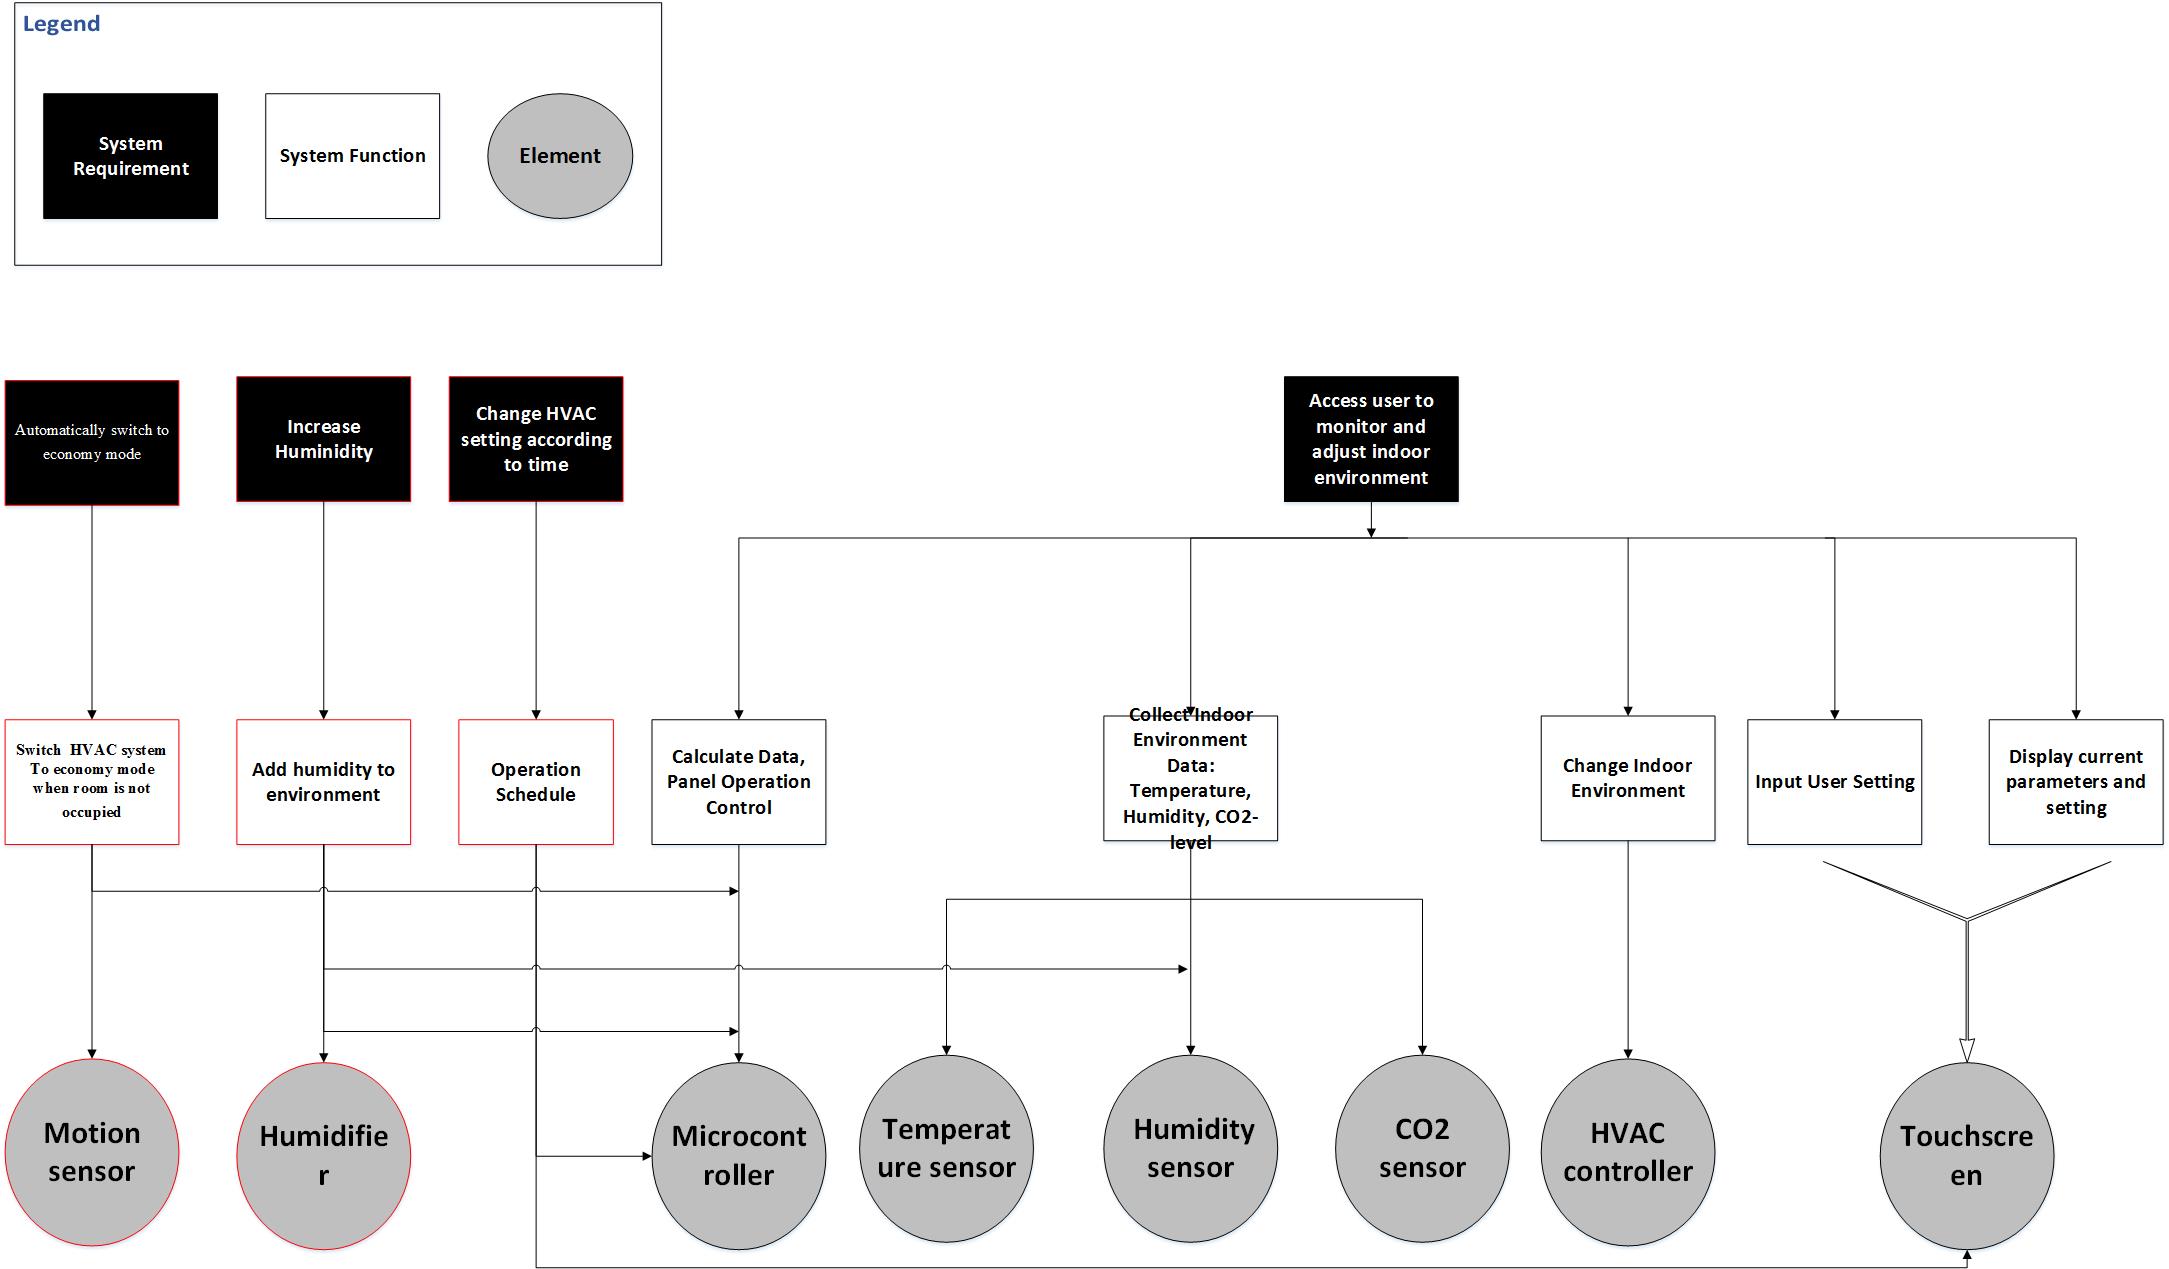 Legend
System
Requirement
System Function
Element
Automatically switch to
economy mode
Increase
Huminidity
Change HVAC
setting according
to time
Access user to
monitor and
adjust indoor
environment
Switch HVAC system
To economy mode
when room is not
occupied
Add humidity to
environment
Operation
Schedule
Calculate Data,
Panel Operation
Control
Collect Indoor
Environment
Data:
Temperature,
Humidity, CO2-
level
Change Indoor
Environment
Input User Setting
Display current
parameters and
setting
Motion
sensor
Humidifie
r
Microcont
roller
Temperat
ure sensor
Humidity
sensor
CO2
sensor
HVAC
controller
Touchscre
en